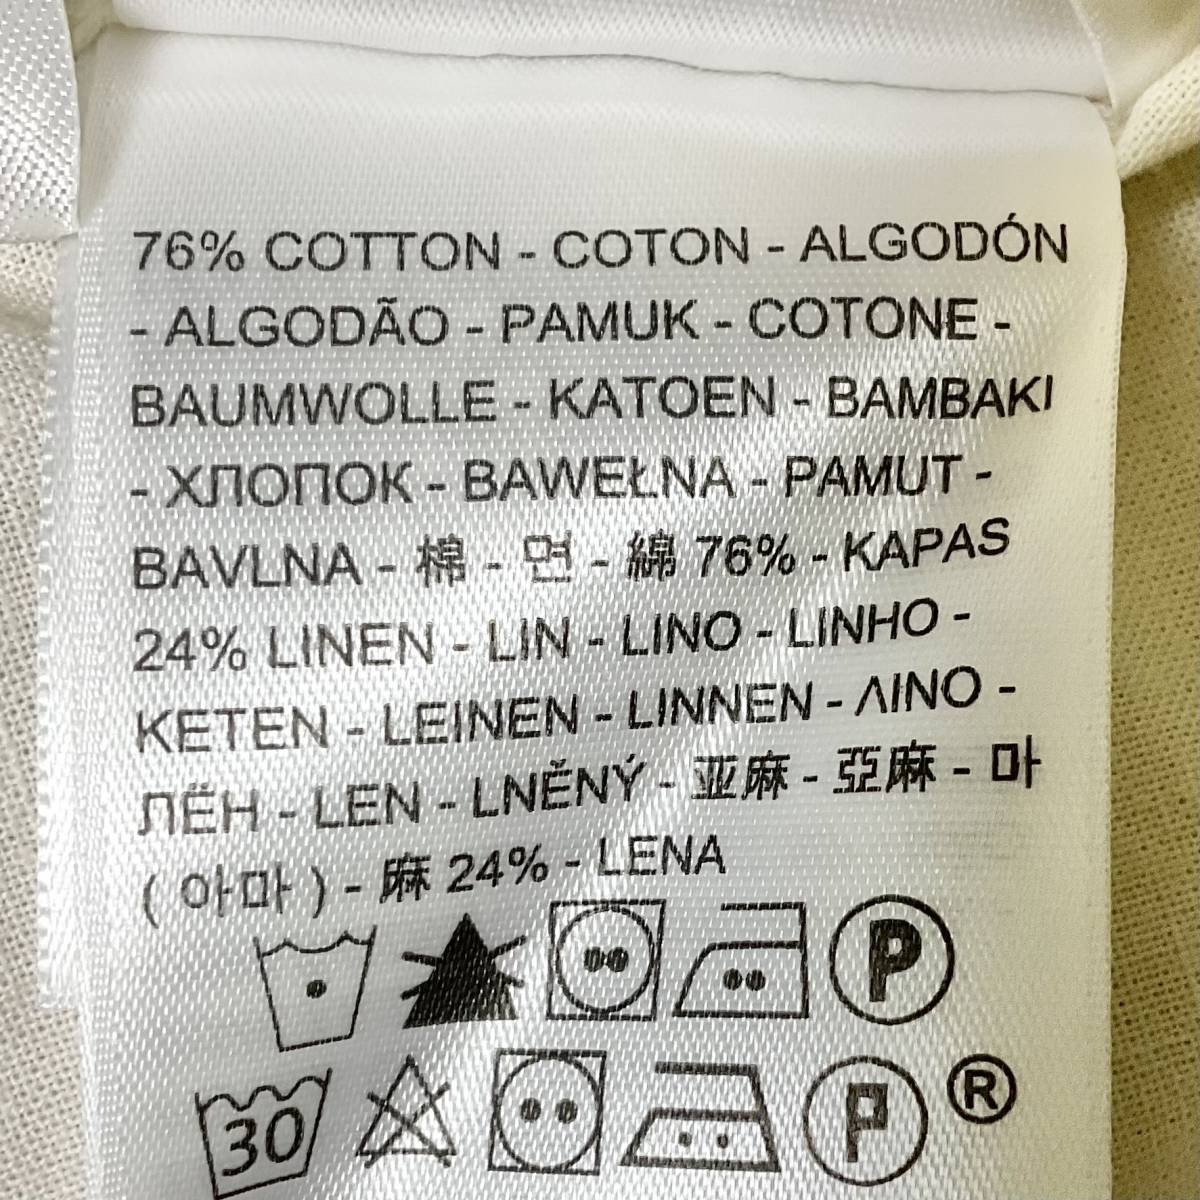 76% COTTON - COTON - ALGODÓN
- ALGODÃO - PAMUK - COTONE -
BAUMWOLLE - KATOEN - BAMBAKI
- ХЛОПОК - BAWEŁNA - PAMUT -
BAVLNA - 棉 - 면 - 綿 76% - KAPAS
24% LINEN - LIN - LINO - LINHO -
KETEN - LEINEN - LINNEN - ΛΙΝΟ -
ЛЁН - LEN - LNĚNÝ - 亚麻 - 亞麻 - 마
( 아마 ) - 麻 24% - LENA
P
30 P ®